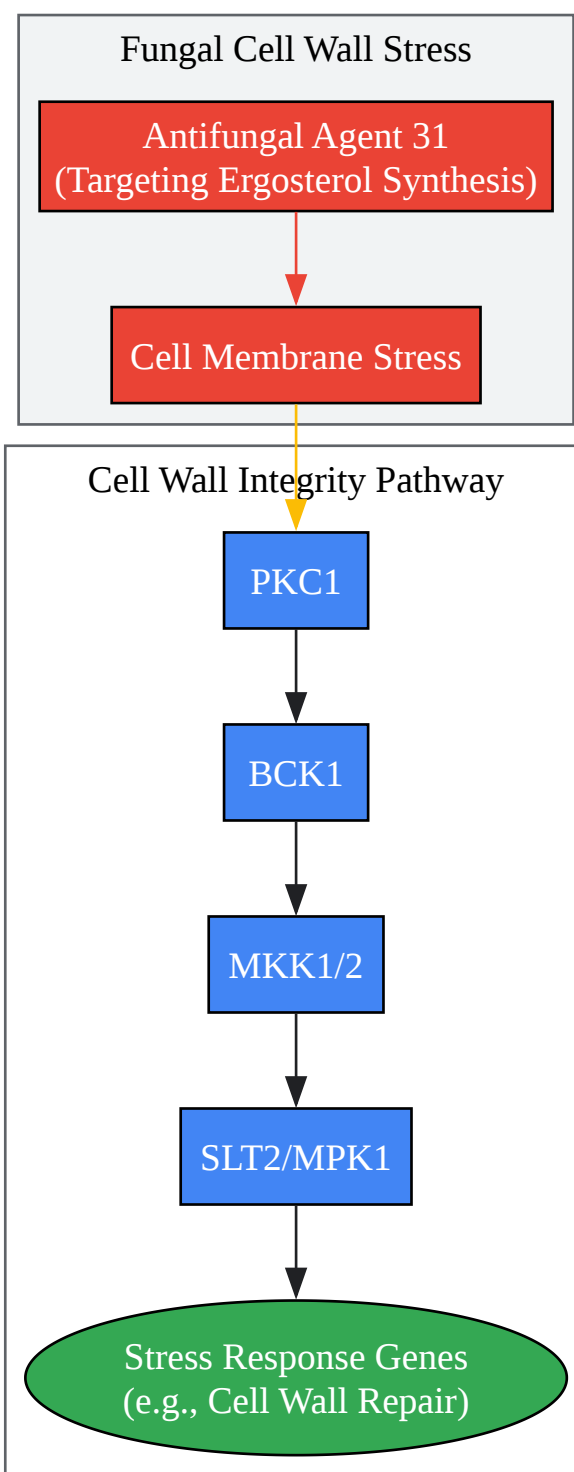 Fungal Cell Wall Stress
Antifungal Agent 31
(Targeting Ergosterol Synthesis)
Cell Membrane Stress
Cell Wall Integrity Pathway
PKC1
BCK1
MKK1/2
SLT2/MPK1
Stress Response Genes
(e.g., Cell Wall Repair)